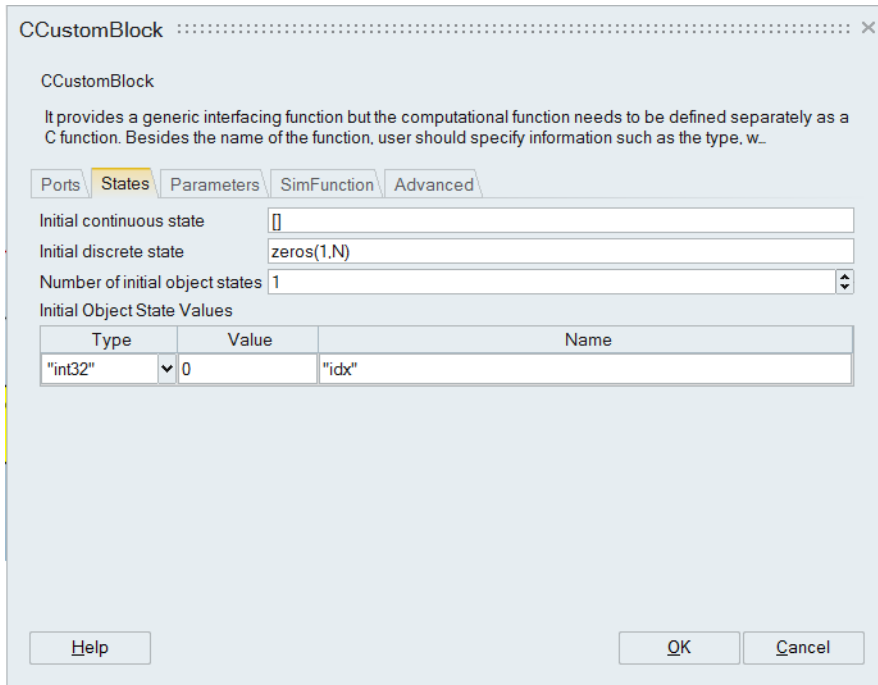 CCustomBlock
CCustomBlock
It provides a generic interfacing function but the computational function needs to be defined separately as a
C function. Besides the name of the function, user should specify information such as the type, w...
Ports States Parameters SimFunction Advanced
Initial continuous state []
Initial discrete state zeros(1,N)
Number of initial object states 1
Initial Object State Values
Type Value Name
"int32" 0 "idx"
Help OK Cancel